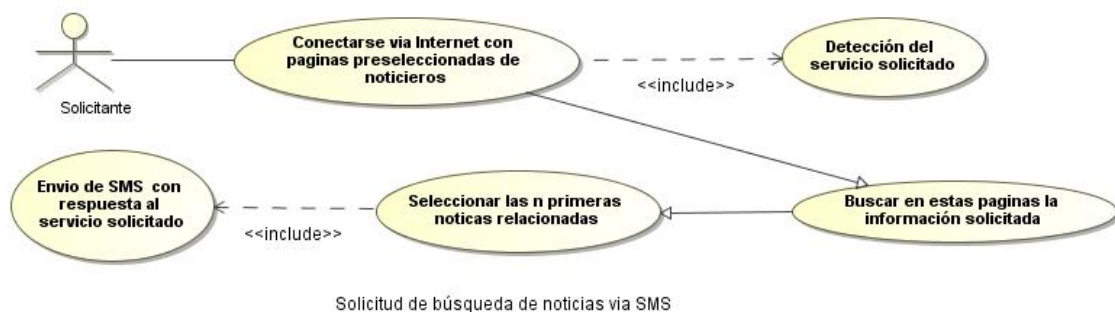 Conectarse via Internet con
paginas preseleccionadas de
noticieros
Detección del
servicio solicitado
<<include>>
Solicitante
Envio de SMS con
respuesta al
servicio solicitado
Seleccionar las n primeras
noticas relacionadas
Buscar en estas paginas la
información solicitada
<<include>>
Solicitud de búsqueda de noticias via SMS